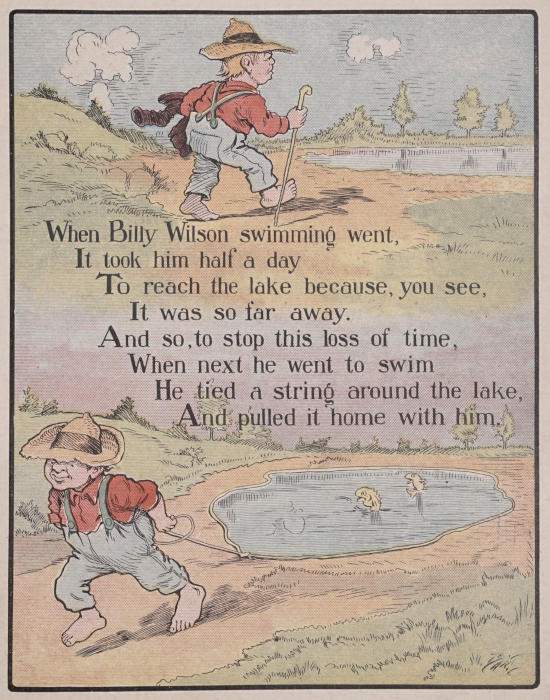 When Billy Wilson swimming went,
It took him half a day
To reach the lake because, you see,
It was so far away.
And so, to stop this loss of time,
When next he went to swim
He tied a string around the lake,
And pulled it home with him.